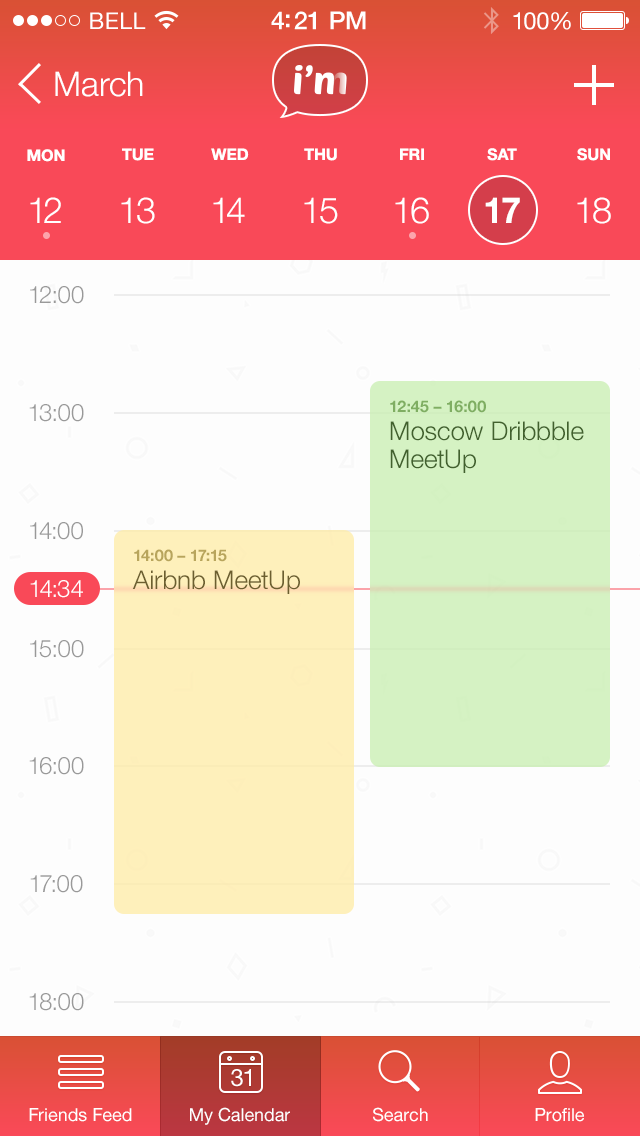 BELL 4:21 PM 100%
March i'm +
MON TUE WED THU FRI SAT SUN
12 13 14 15 16 17 18
12:00
12:45 – 16:00
13:00
Moscow Dribbble
MeetUp
14:00
14:00 – 17:15
Airbnb MeetUp
14:34
15:00
16:00
17:00
18:00
31
Friends Feed My Calendar Search Profile